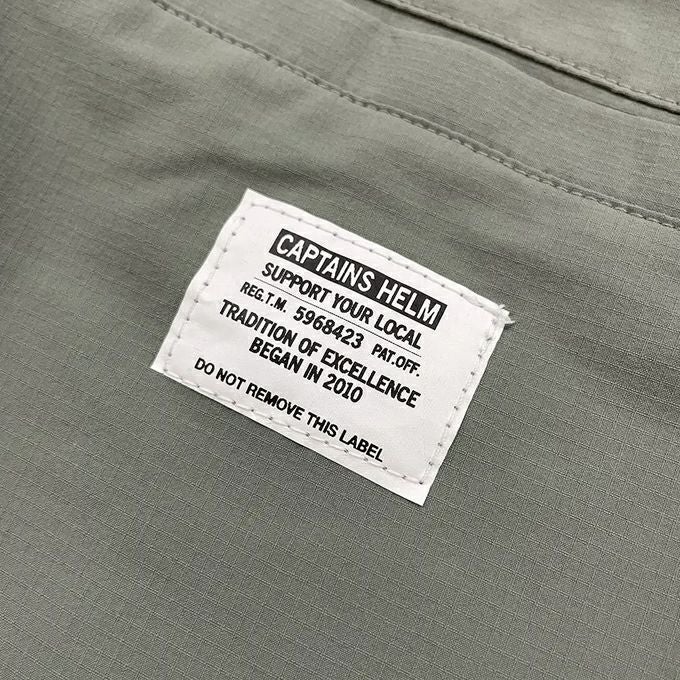 CAPTAINS HELM
SUPPORT YOUR LOCAL
REG.T.M. 5968423 PAT.OFF.
TRADITION OF EXCELLENCE
BEGAN IN 2010
DO NOT REMOVE THIS LABEL